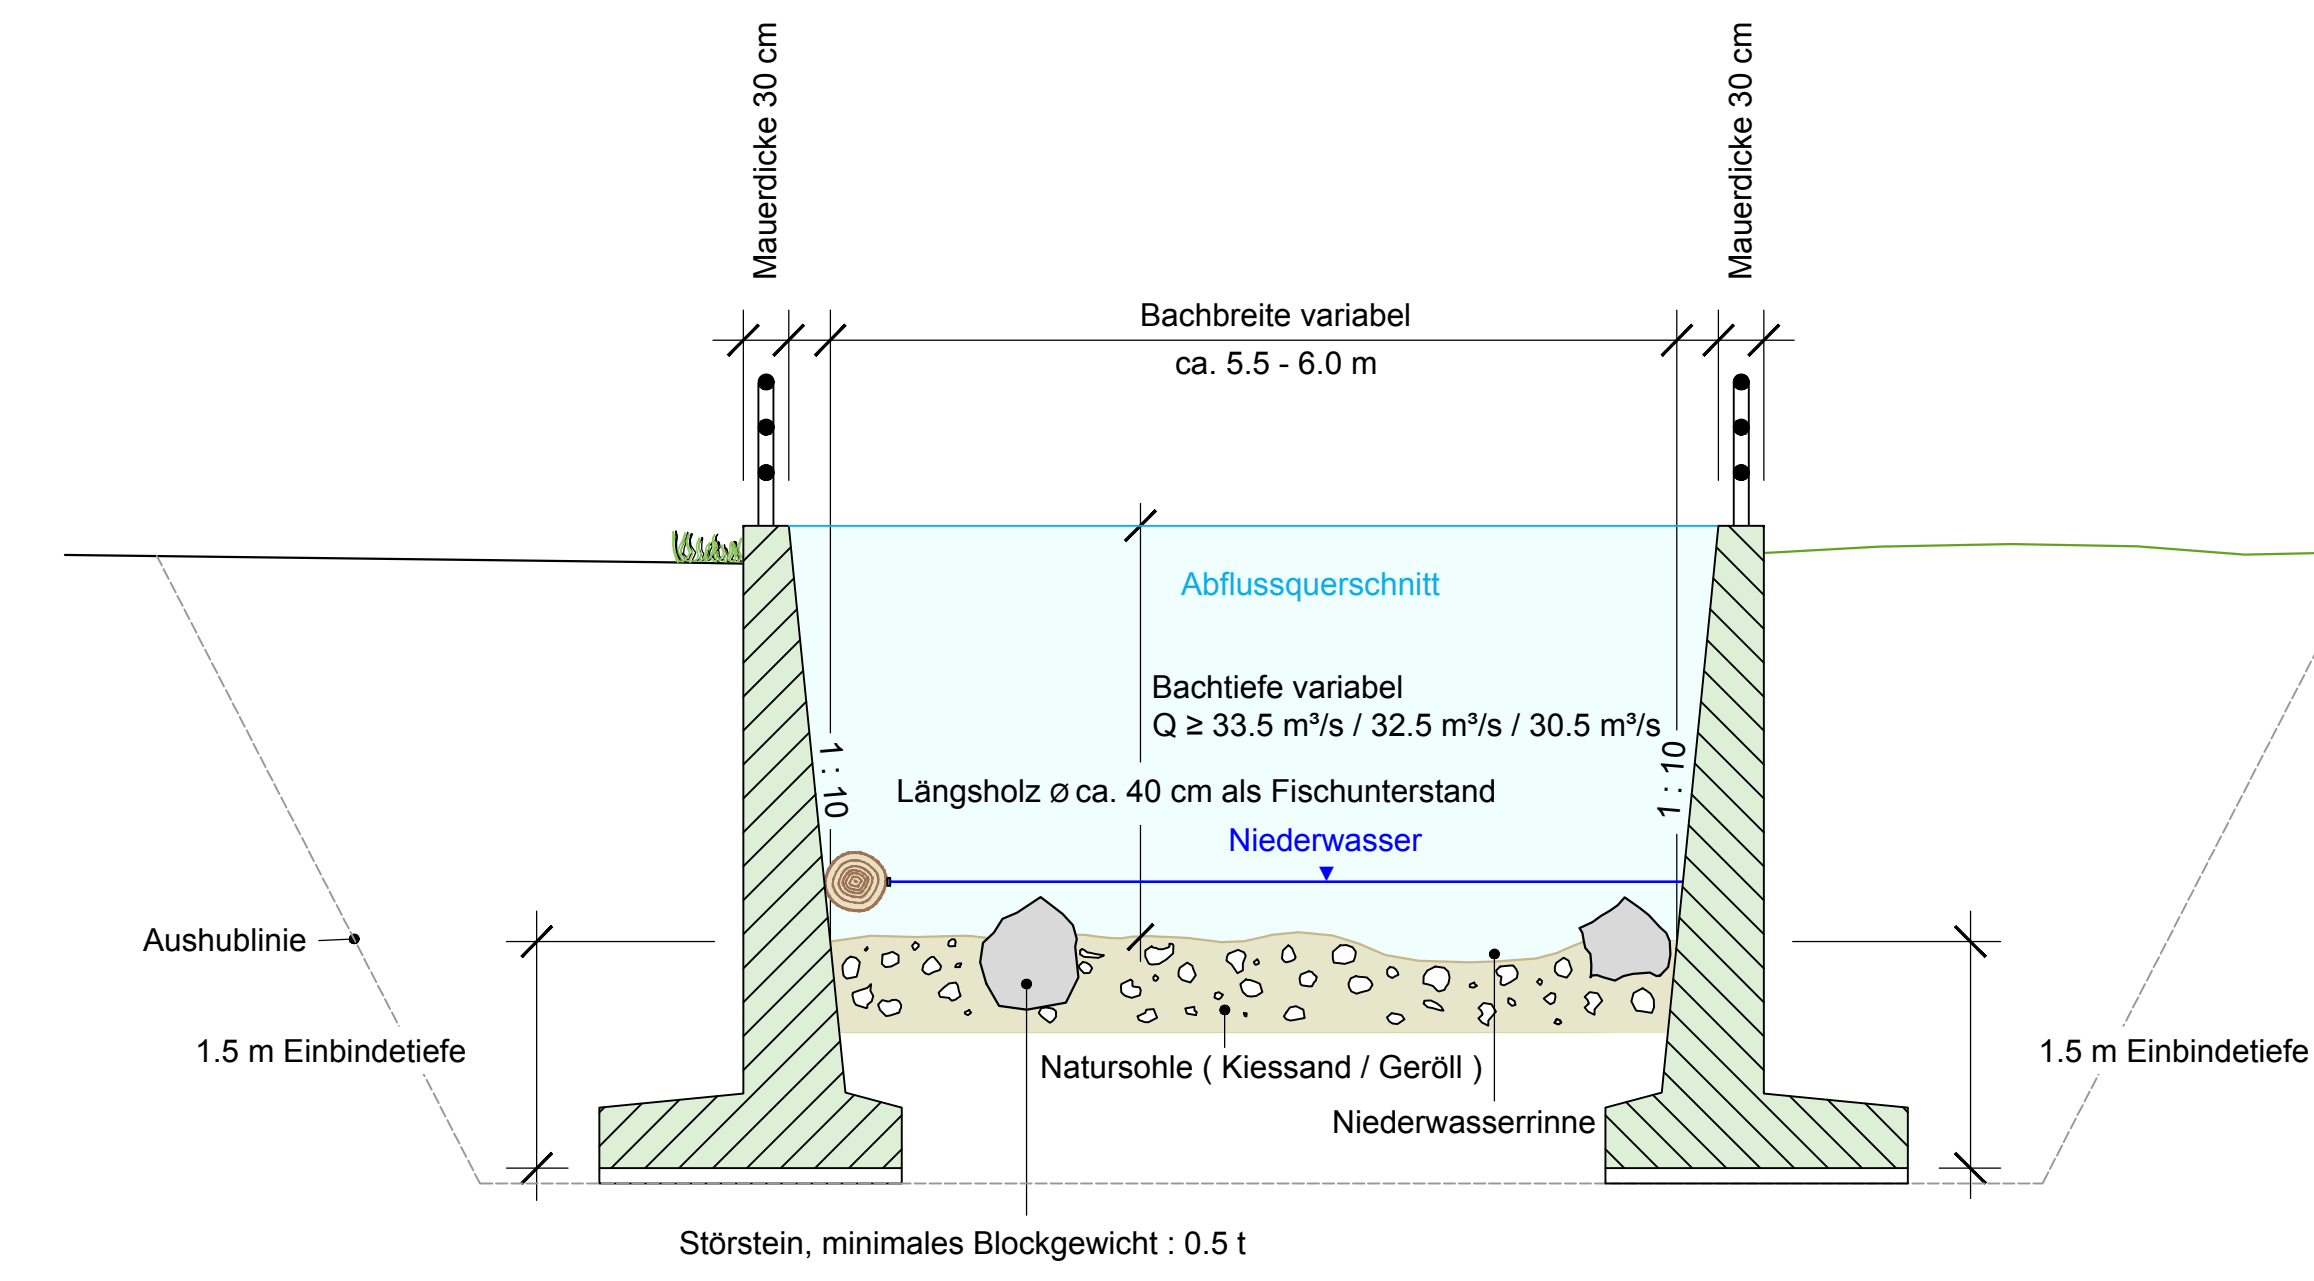 Mauerdicke 30 cm
Mauerdicke 30 cm
Bachbreite variabel
ca. 5.5 - 6.0 m
Abflussquerschnitt
Bachtiefe variabel
Q ≥ 33.5 m³/s / 32.5 m³/s / 30.5 m³/s
1 : 10
1 : 10
Längsholz ø ca. 40 cm als Fischunterstand
Niederwasser
Aushublinie
1.5 m Einbindetiefe
1.5 m Einbindetiefe
Natursohle ( Kiessand / Geröll )
Niederwasserrinne
Störstein, minimales Blockgewicht : 0.5 t